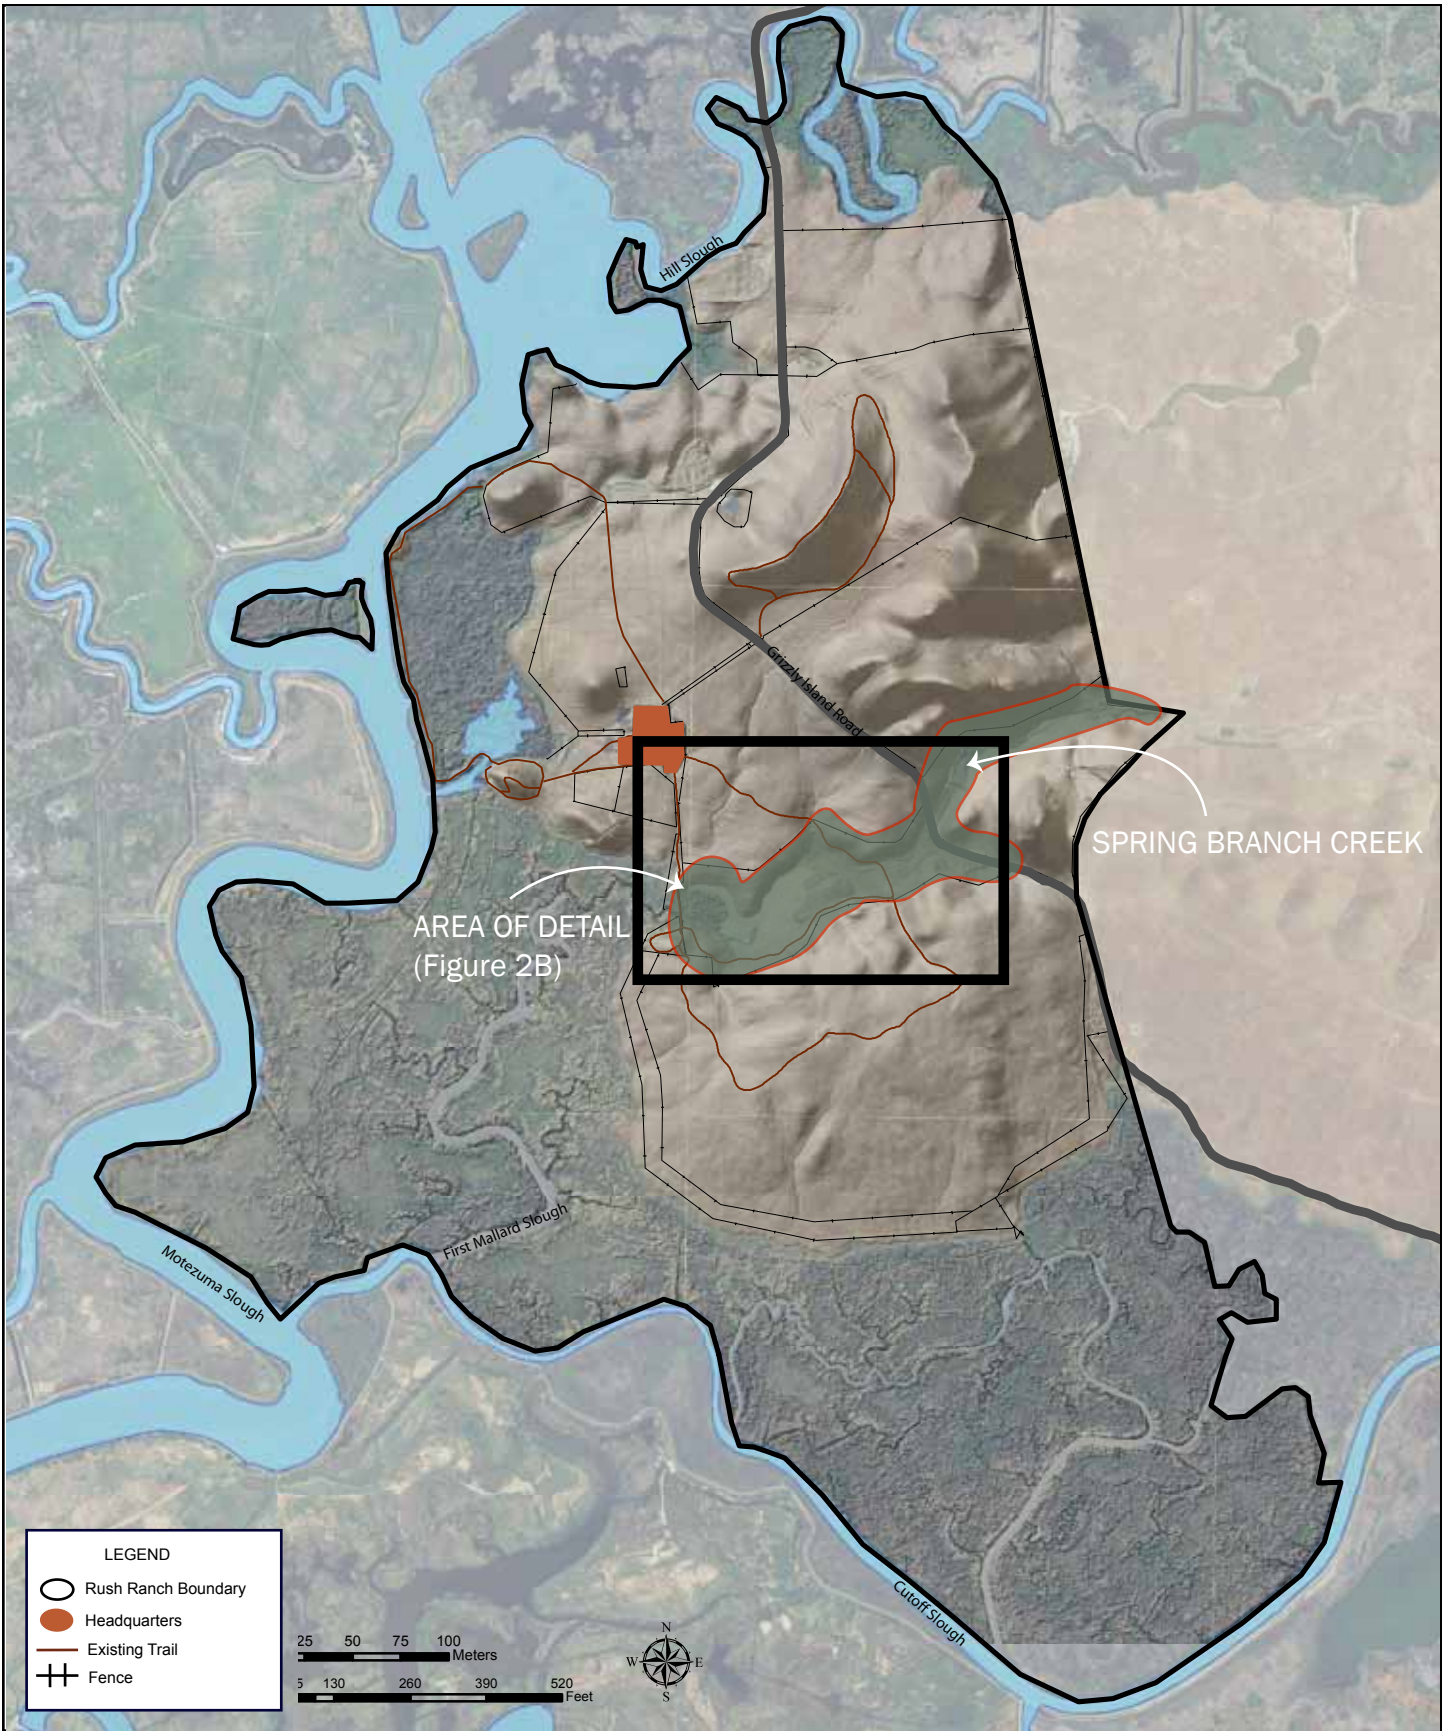 Hill Slough
Grizzly Island Road
SPRING BRANCH CREEK
AREA OF DETAIL
(Figure 2B)
First Mallard Slough
Motezuma Slough
Cutoff Slough
LEGEND
Rush Ranch Boundary
Headquarters
Existing Trail
Fence
25 50 75 100
Meters
130 260 390 520
Feet
N
W E
S